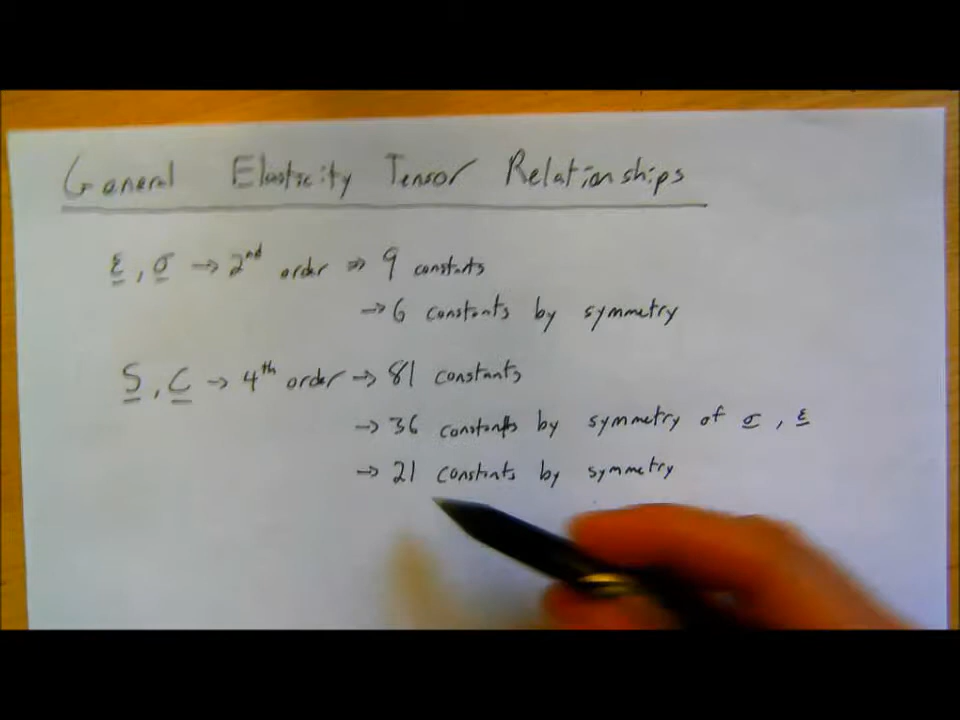 General Elasticity Tensor Relationships
ε, σ → 2nd order ⇒ 9 constants
→ 6 constants by symmetry
S, C → 4th order → 81 constants
→ 36 constants by symmetry of σ, ε
→ 21 constants by symmetry